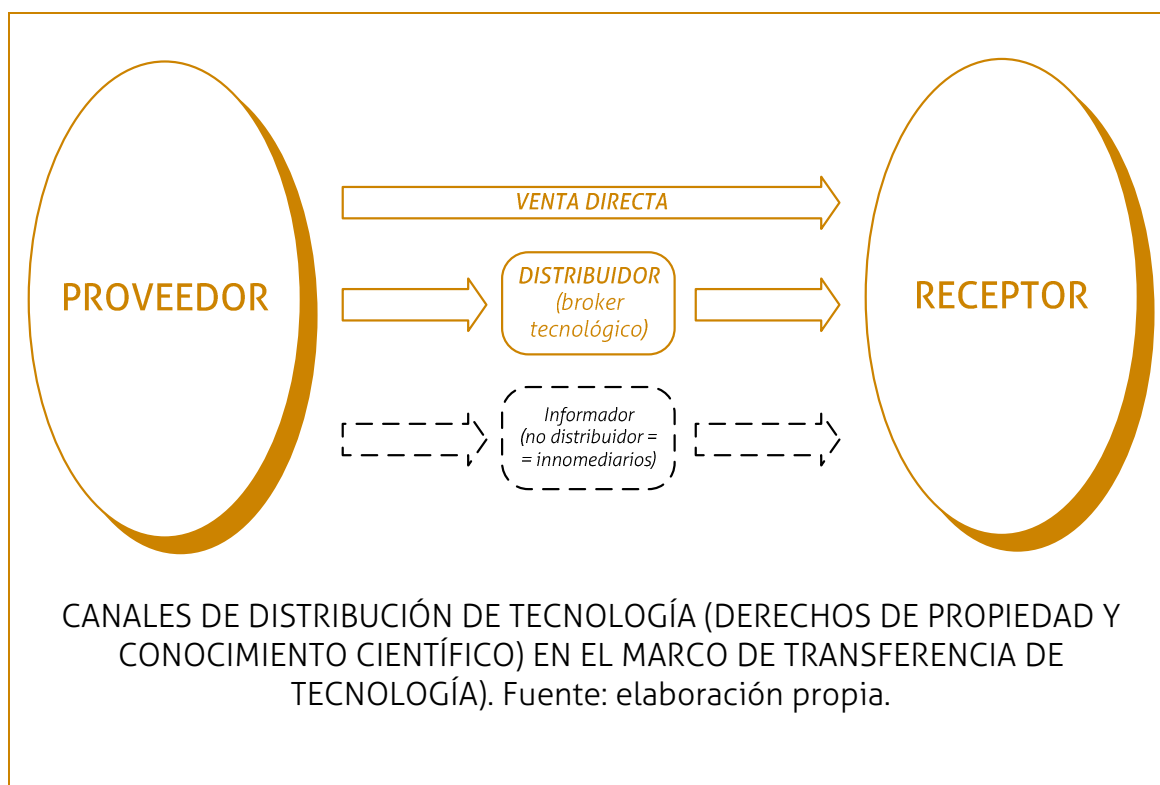 VENTA DIRECTA
PROVEEDOR
DISTRIBUIDOR
(broker
tecnológico)
RECEPTOR
Informador
(no distribuidor =
= innomediarios)
CANALES DE DISTRIBUCIÓN DE TECNOLOGÍA (DERECHOS DE PROPIEDAD Y
CONOCIMIENTO CIENTÍFICO) EN EL MARCO DE TRANSFERENCIA DE
TECNOLOGÍA). Fuente: elaboración propia.